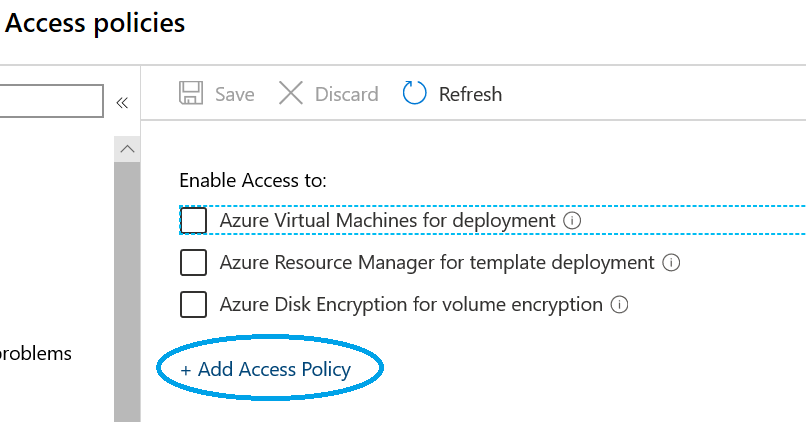 Access policies
«
Save
Discard
Refresh
Enable Access to:
Azure Virtual Machines for deployment
Azure Resource Manager for template deployment
Azure Disk Encryption for volume encryption
roblems
+ Add Access Policy